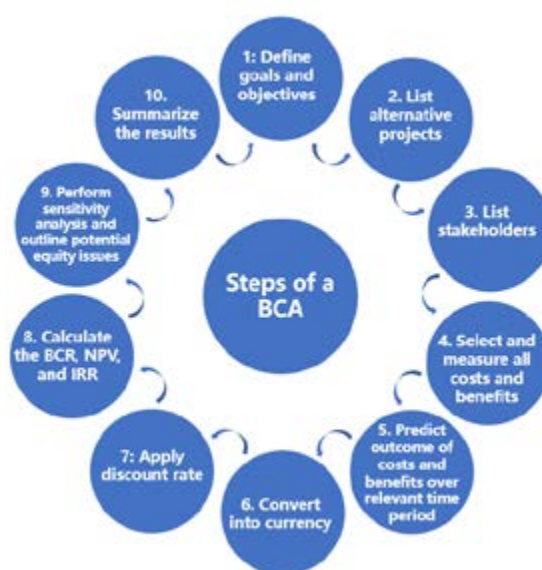 1: Define
goals and
objectives
2. List
alternative
projects
3. List
stakeholders
4. Select and
measure all
costs and
benefits
5. Predict
outcome of
costs and
benefits over
relevant time
period
6. Convert
into currency
7: Apply
discount rate
8. Calculate
the BCR, NPV,
and IRR
9. Perform
sensitivity
analysis and
outline potential
equity issues
10.
Summarize
the results
Steps of a
BCA